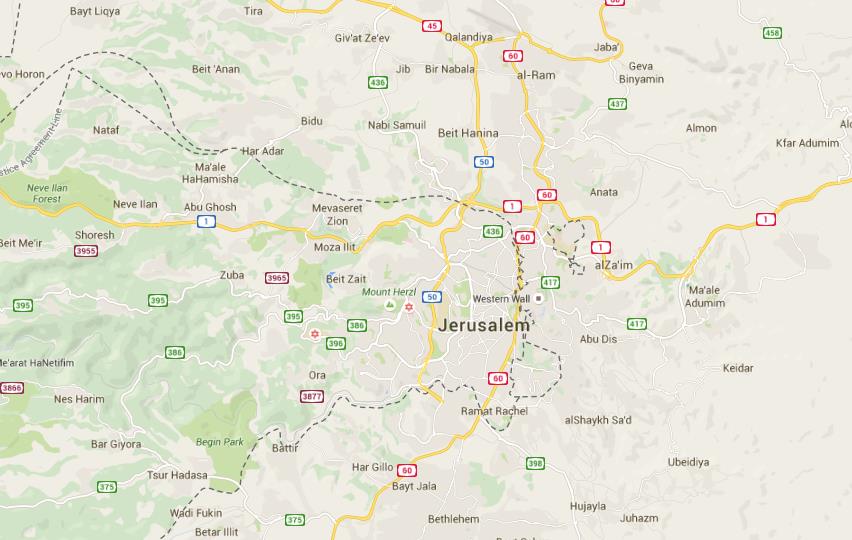 Bayt Liqya
Tira
45
60
Giv'at Ze'ev
Qalandiya
458
Jaba'
60
Beit 'Anan
Jib
Bir Nabala
al-Ram
Geva
Binyamin
436
437
Nataf
Bidu
Nabi Samuil
Beit Hanina
Almon
Kfar Adumim
Har Adar
50
Ma'ale
HaHamisha
Neve Ilan
Forest
Neve Ilan
Abu Ghosh
Mevaseret
Zion
1
60
Anata
1
1
Shoresh
Moza Ilit
436
60
1
Beit Me'ir
3955
alZa'im
Zuba
3965
Beit Zait
417
Mount Herzl
50
Western Wall
Ma'ale
Adumim
395
395
395
386
Jerusalem
417
396
Abu Dis
386
Me'arat HaNetifim
Ora
60
Keidar
3866
3877
Nes Harim
Ramat Rachel
alShaykh Sa'd
Bar Giyora
Begin Park
Battir
398
Ubeidiya
Har Gillo
60
Tsur Hadasa
375
Bayt Jala
Hujayla
Wadi Fukin
375
Bethlehem
Juhazm
Betar Illit